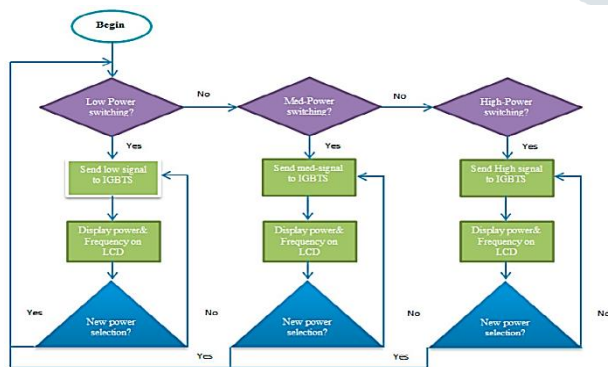 Begin
Low Power
switching?
No
Med-Power
switching?
No
High-Power
switching?
Yes
Yes
Yes
Send low signal
to IGBTS
Send med-signal
to IGBTS
Send High signal
to IGBTS
Display power&
Frequency on
LCD
Display power&
Frequency on
LCD
Display power&
Frequency on
LCD
Yes
New power
selection?
No
New power
selection?
No
New power
selection?
No
Yes
Yes